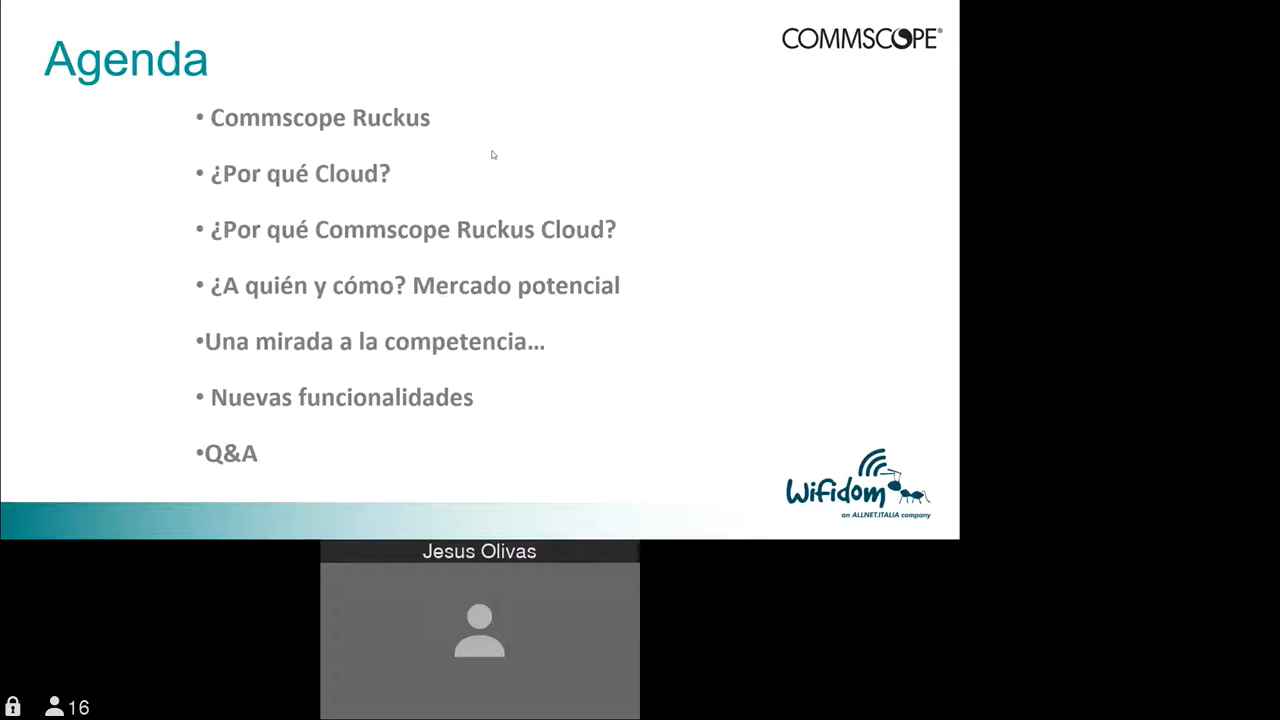 Agenda
COMMSCOPE®
• Commscope Ruckus
• ¿Por qué Cloud?
• ¿Por qué Commscope Ruckus Cloud?
• ¿A quién y cómo? Mercado potencial
•Una mirada a la competencia...
• Nuevas funcionalidades
•Q&A
Wifidom
an ALLNET.ITALIA company
Jesus Olivas
16